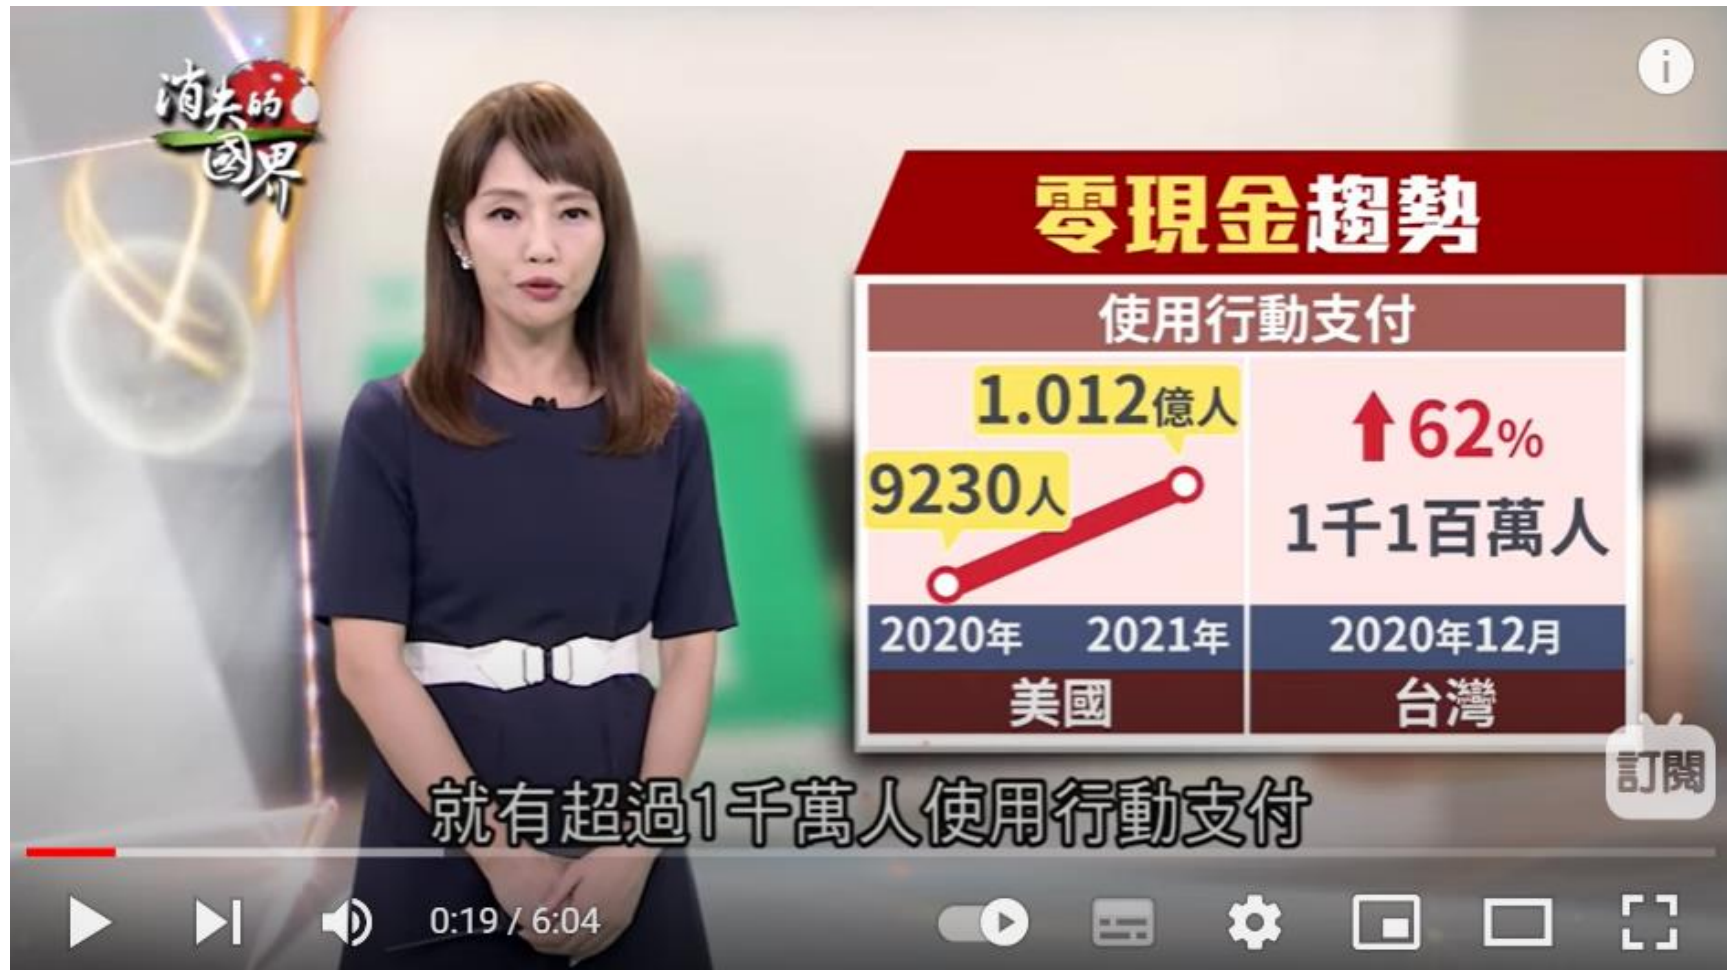 消失的
國界
零現金趨勢
使用行動支付
1.012億人
9230人
62%
1千1百萬人
2020年
2021年
2020年12月
美國
台灣
訂閱
就有超過1千萬人使用行動支付
0:19 / 6:04